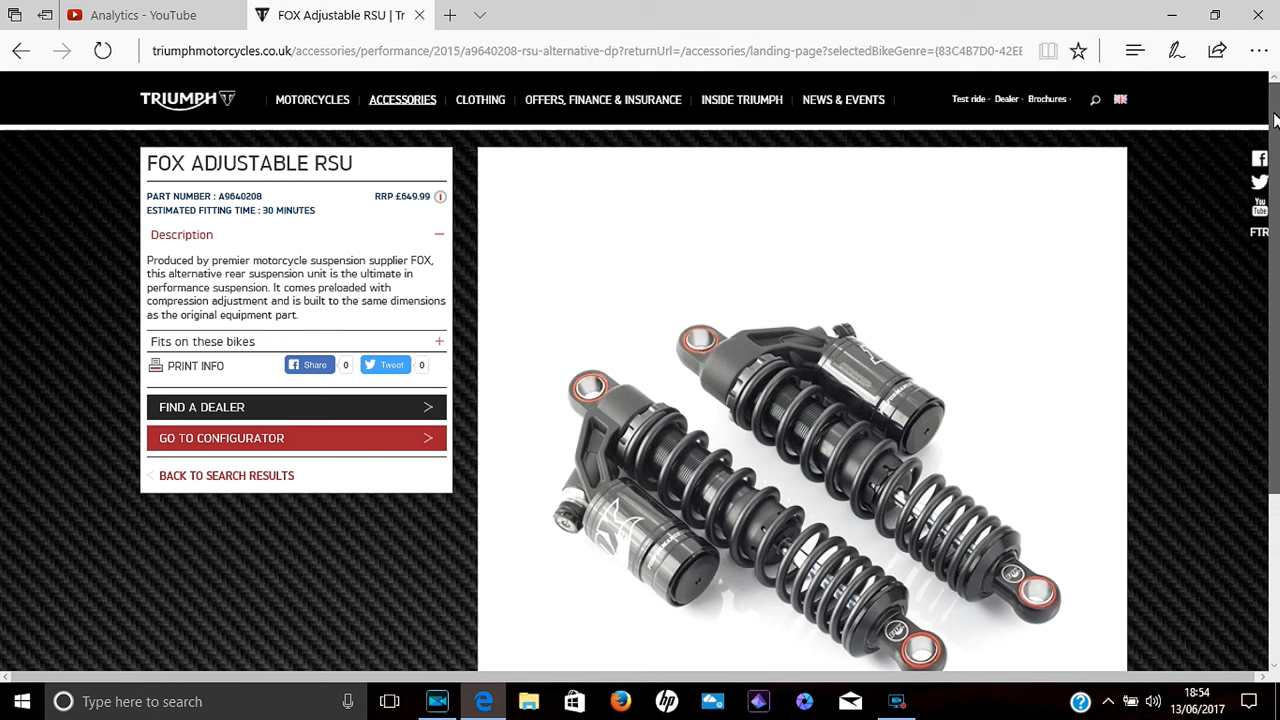 Analytics - YouTube
FOX Adjustable RSU | Tr
triumphmotorcycles.co.uk/accessories/performance/2015/a9640208-rsu-alternative-dp?returnUrl=/accessories/landing-page?selectedBikeGenre={83C4B7D0-42EE
TRIUMPH
MOTORCYCLES
ACCESSORIES
CLOTHING
OFFERS, FINANCE & INSURANCE
INSIDE TRIUMPH
NEWS & EVENTS
Test ride
Dealer
Brochures
FOX ADJUSTABLE RSU
PART NUMBER : A9640208
RRP £649.99
ESTIMATED FITTING TIME : 30 MINUTES
Description
Produced by premier motorcycle suspension supplier FOX,
this alternative rear suspension unit is the ultimate in
performance suspension. It comes preloaded with
compression adjustment and is built to the same dimensions
as the original equipment part.
Fits on these bikes
PRINT INFO
Share
0
Tweet
0
FIND A DEALER
GO TO CONFIGURATOR
BACK TO SEARCH RESULTS
You
Tube
FTR
Type here to search
18:54
13/06/2017